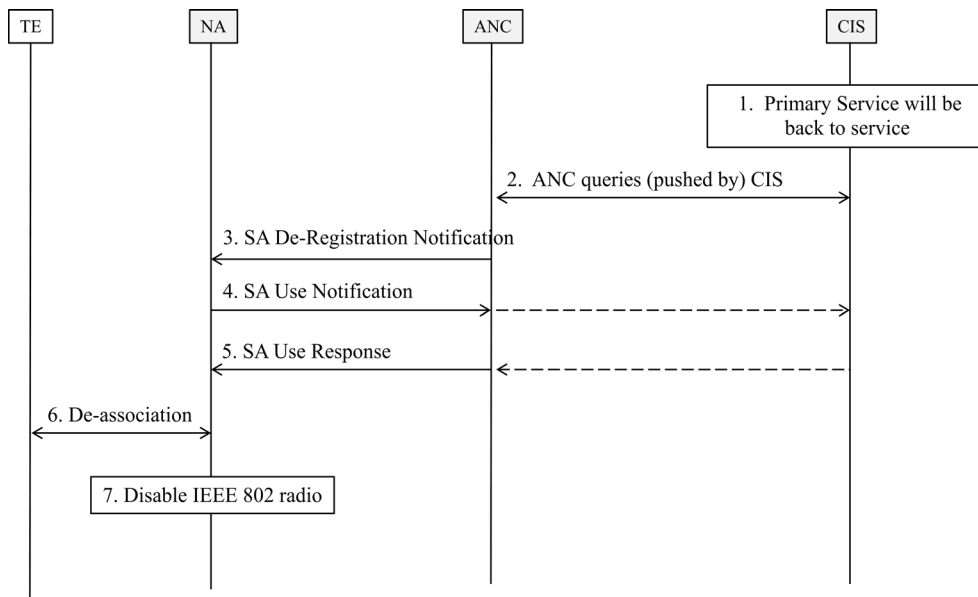 TE
NA
ANC
CIS
1. Primary Service will be
back to service
2. ANC queries (pushed by) CIS
3. SA De-Registration Notification
4. SA Use Notification
5. SA Use Response
6. De-association
7. Disable IEEE 802 radio